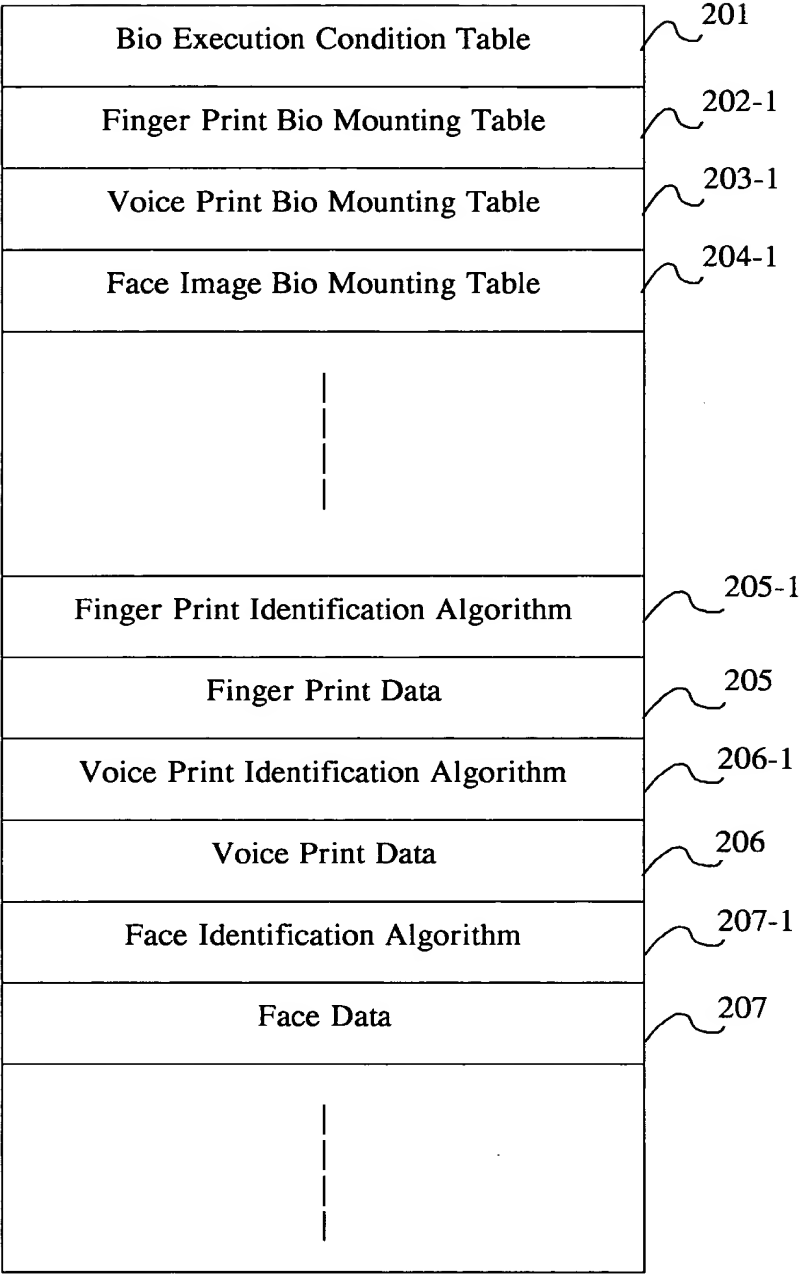 Bio Execution Condition Table 201
Finger Print Bio Mounting Table 202-1
Voice Print Bio Mounting Table 203-1
Face Image Bio Mounting Table 204-1
Finger Print Identification Algorithm 205-1
Finger Print Data 205
Voice Print Identification Algorithm 206-1
Voice Print Data 206
Face Identification Algorithm 207-1
Face Data 207